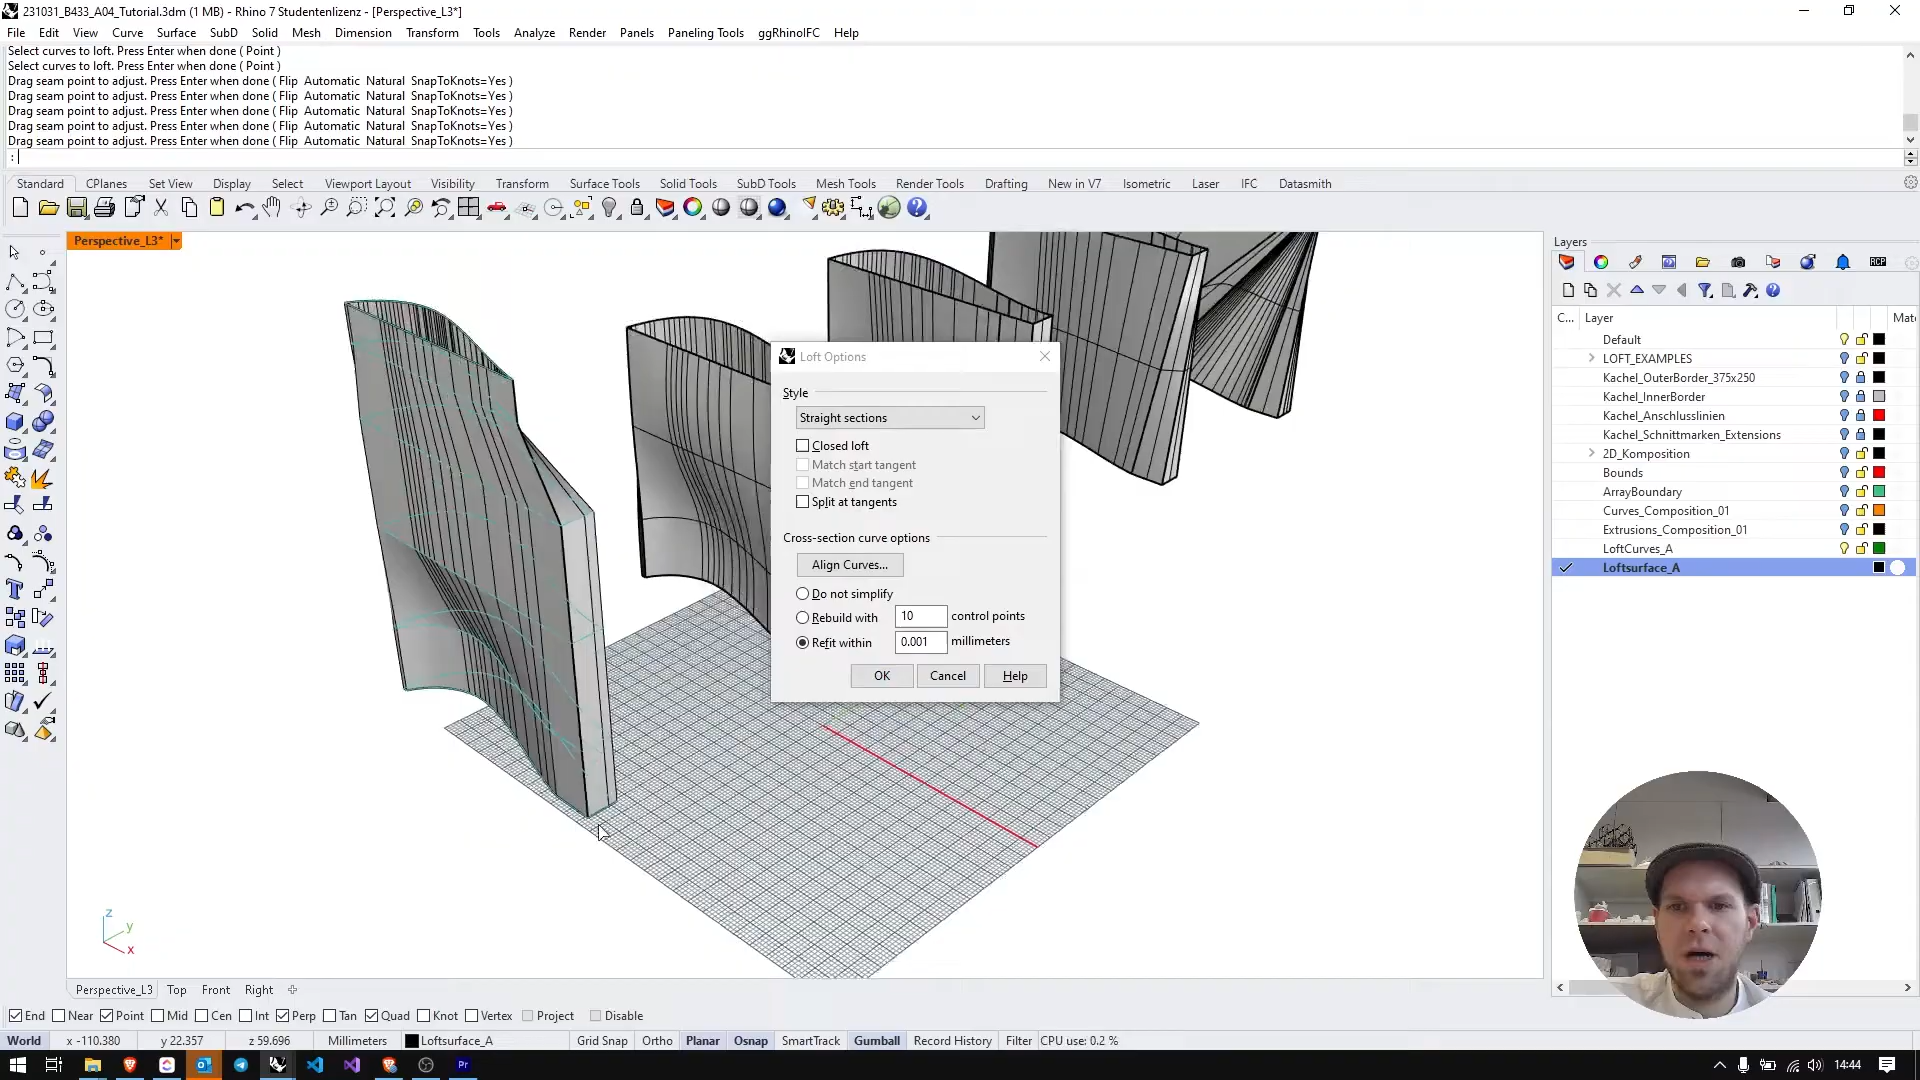 231031_B433_A04_Tutorial.3dm (1 MB) - Rhino 7 Studentenlizenz - [Perspective_L3*]
File Edit View Curve Surface SubD Solid Mesh Dimension Transform Tools Analyze Render Panels Paneling Tools ggRhinoIFC Help
Select curves to loft. Press Enter when done ( Point )
Select curves to loft. Press Enter when done ( Point )
Drag seam point to adjust. Press Enter when done ( Flip Automatic Natural SnapToKnots=Yes )
Drag seam point to adjust. Press Enter when done ( Flip Automatic Natural SnapToKnots=Yes )
Drag seam point to adjust. Press Enter when done ( Flip Automatic Natural SnapToKnots=Yes )
Drag seam point to adjust. Press Enter when done ( Flip Automatic Natural SnapToKnots=Yes )
Drag seam point to adjust. Press Enter when done ( Flip Automatic Natural SnapToKnots=Yes )
:
Standard CPlanes Set View Display Select Viewport Layout Visibility Transform Surface Tools Solid Tools SubD Tools Mesh Tools Render Tools Drafting New in V7 Isometric Laser IFC Datasmith
Perspective_L3*
Loft Options
Style
Straight sections
Closed loft
Match start tangent
Match end tangent
Split at tangents
Cross-section curve options
Align Curves...
Do not simplify
Rebuild with 10 control points
Refit within 0.001 millimeters
OK Cancel Help
Layers
RCP
C... Layer Mate
Default
LOFT_EXAMPLES
Kachel_OuterBorder_375x250
Kachel_InnerBorder
Kachel_Anschlusslinien
Kachel_Schnittmarken_Extensions
2D_Komposition
Bounds
ArrayBoundary
Curves_Composition_01
Extrusions_Composition_01
LoftCurves_A
Loftsurface_A
z
y
x
Perspective_L3 Top Front Right
End Near Point Mid Cen Int Perp Tan Quad Knot Vertex Project Disable
World x -110.380 y 22.357 z 59.696 Millimeters Loftsurface_A Grid Snap Ortho Planar Osnap SmartTrack Gumball Record History Filter CPU use: 0.2 %
Pr
14:44